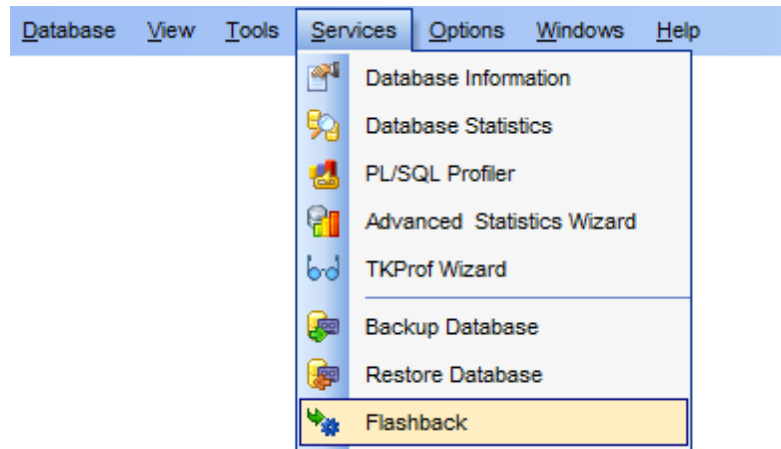 Database View Tools Services Options Windows Help
Database Information
Database Statistics
PL/SQL Profiler
Advanced  Statistics Wizard
TKProf Wizard
Backup Database
Restore Database
Flashback